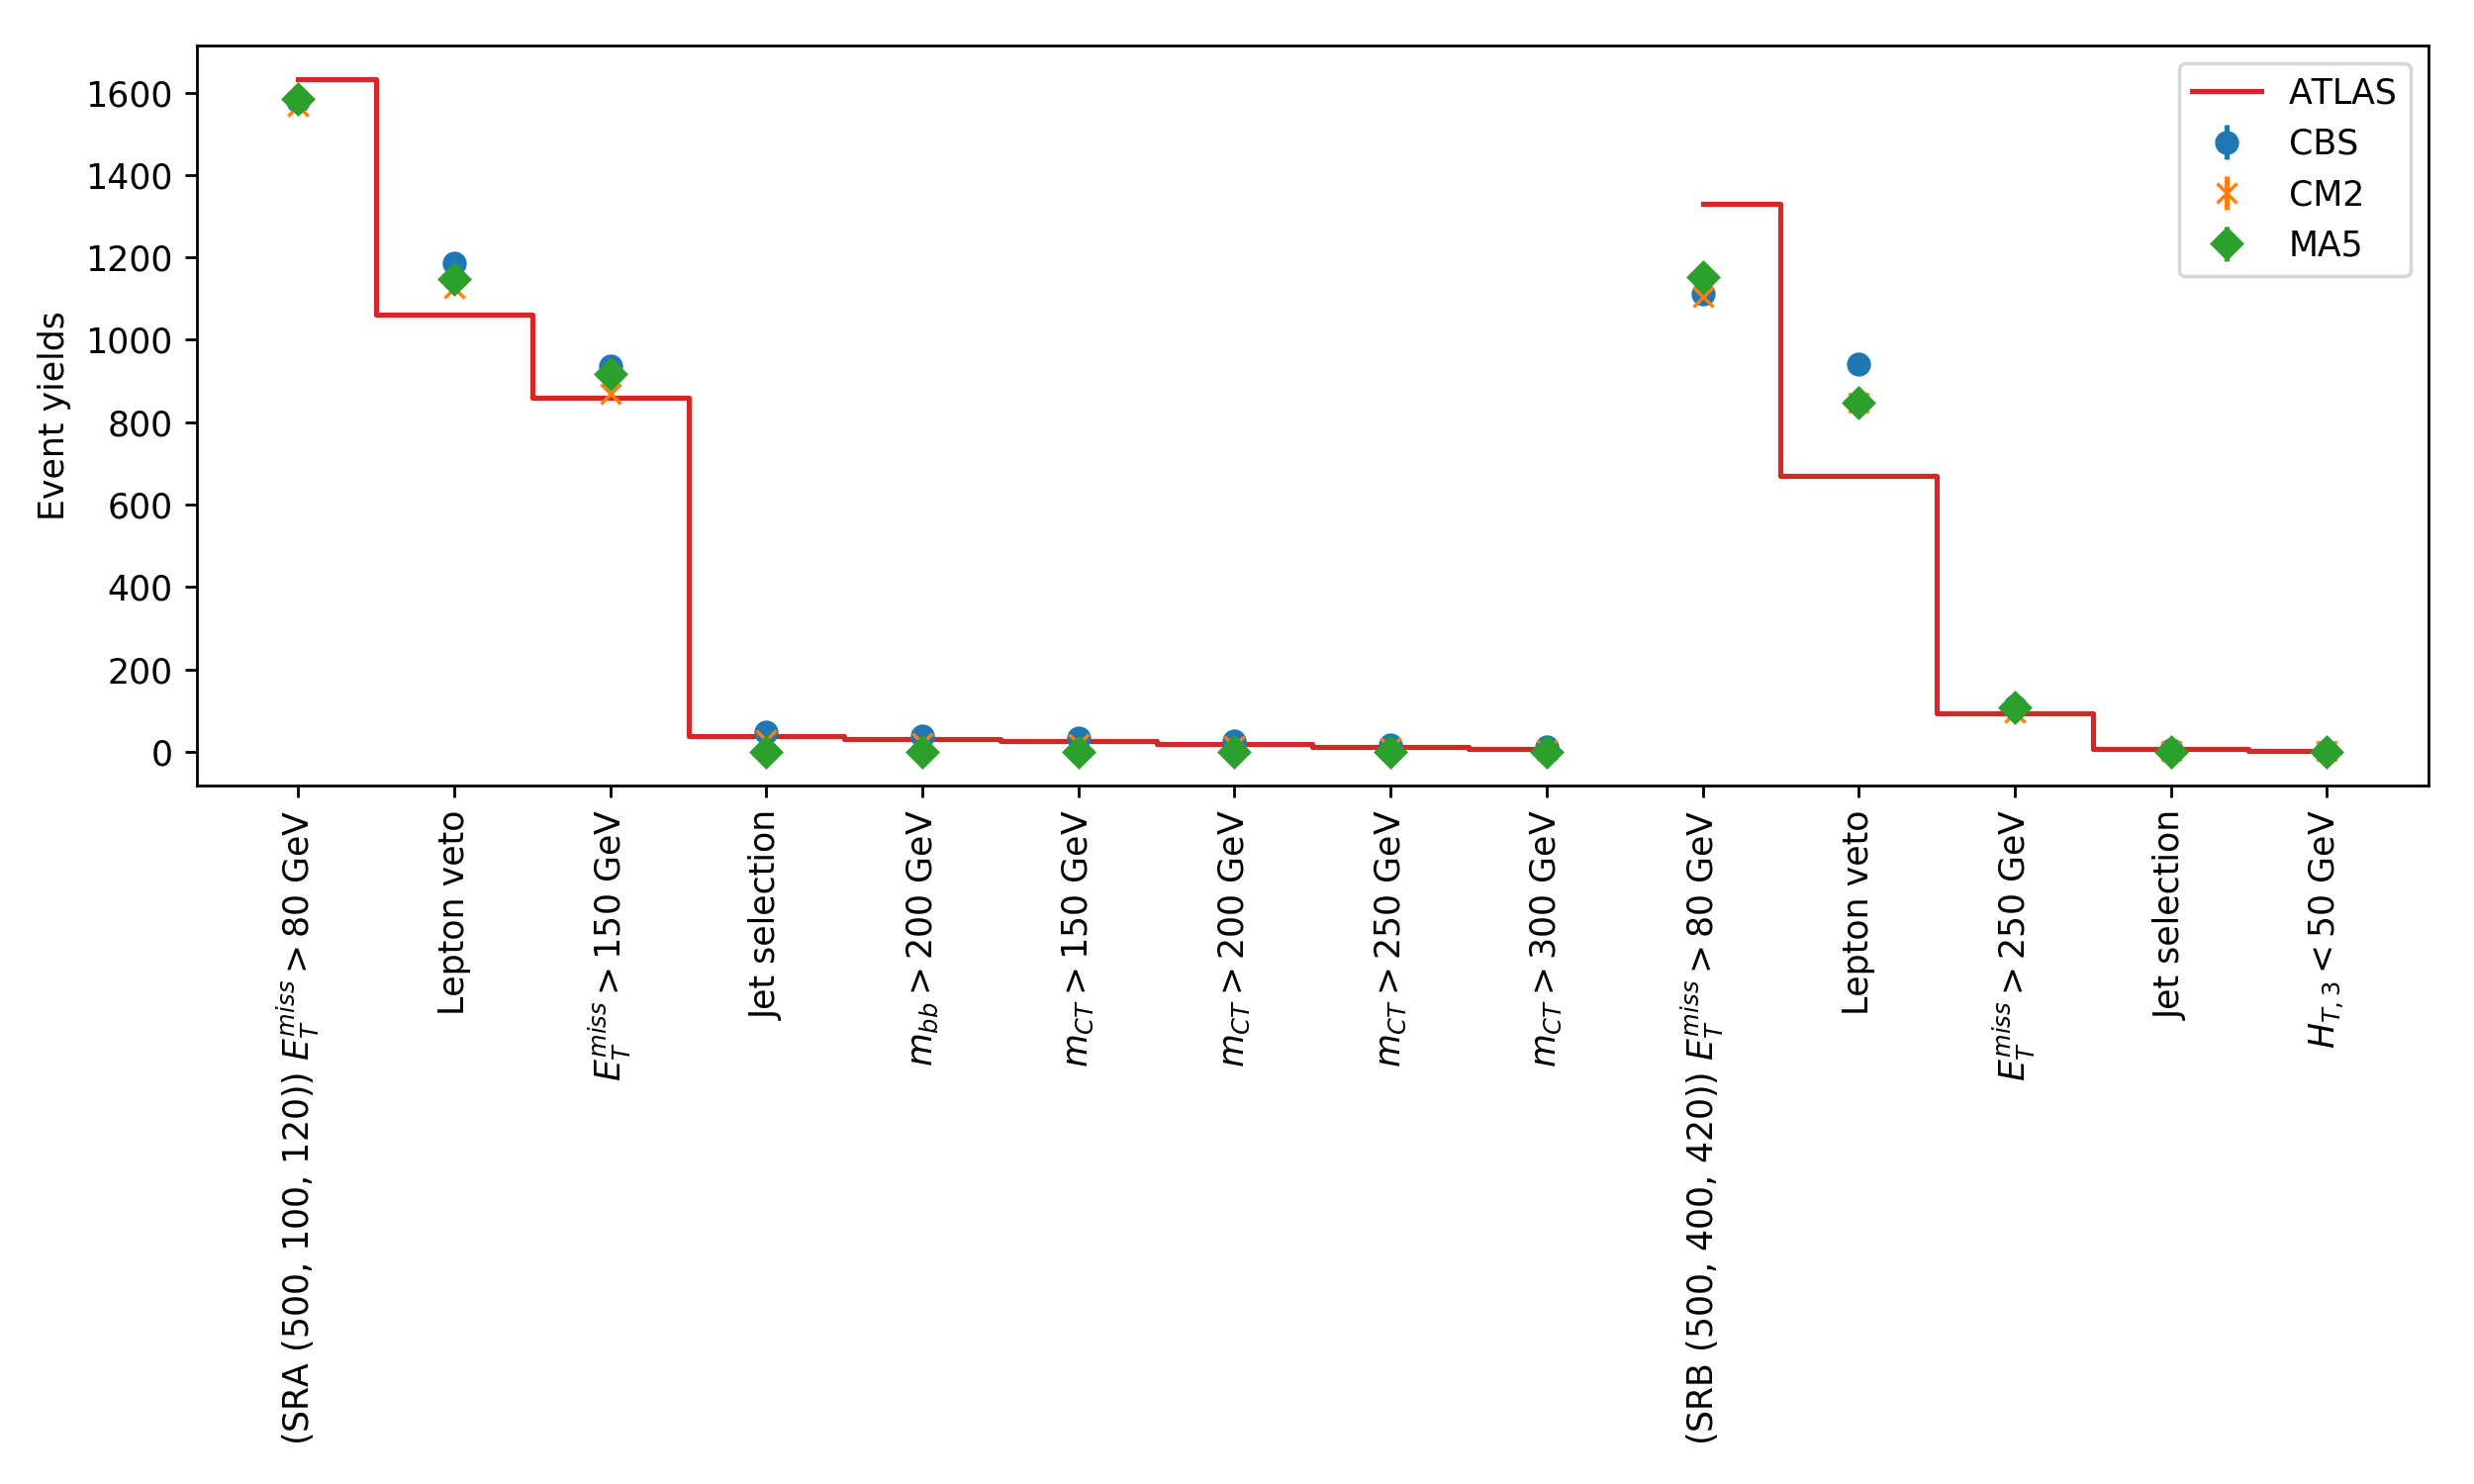 ATLAS
CBS
CM2
MA5
Event yields
1600
1400
1200
1000
800
600
400
200
0
(SRA (500, 100, 120)) $E_T^{miss} > 80$ GeV
Lepton veto
$E_T^{miss} > 150$ GeV
Jet selection
$m_{bb} > 200$ GeV
$m_{CT} > 150$ GeV
$m_{CT} > 200$ GeV
$m_{CT} > 250$ GeV
$m_{CT} > 300$ GeV
(SRB (500, 400, 420)) $E_T^{miss} > 80$ GeV
Lepton veto
$E_T^{miss} > 250$ GeV
Jet selection
$H_{T,3} < 50$ GeV